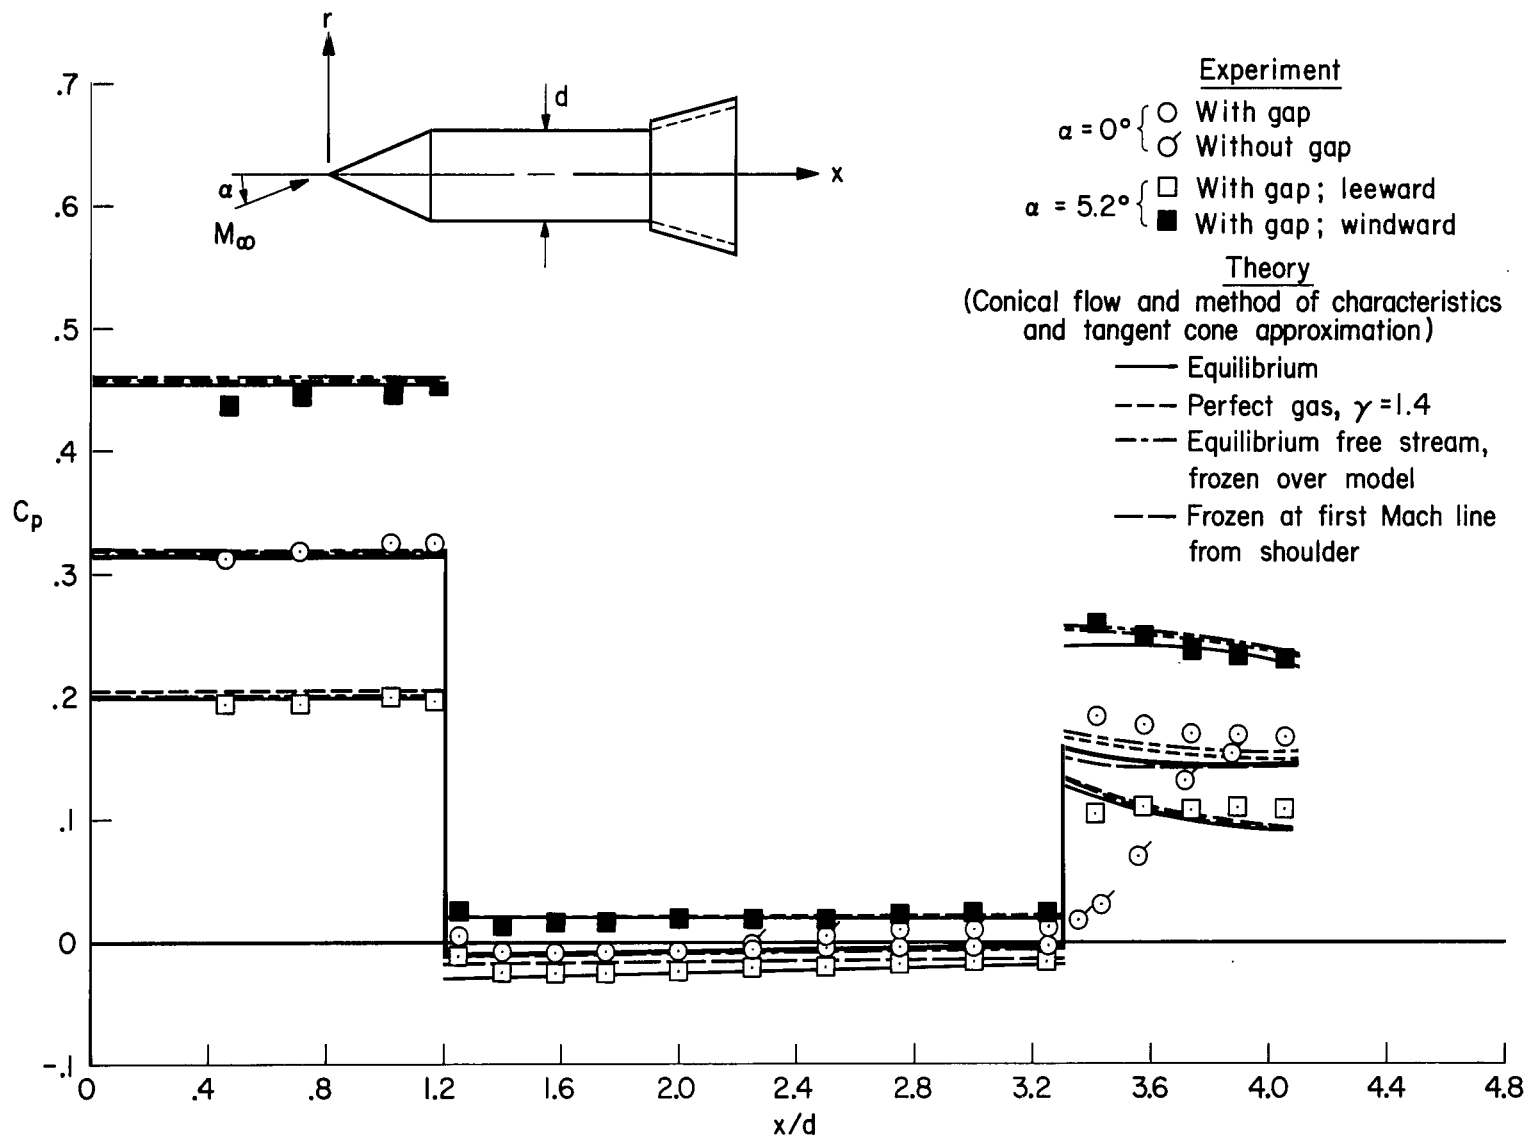 r
d
x
α
M∞
Experiment
α = 0°
With gap
Without gap
α = 5.2°
With gap; leeward
With gap; windward
Theory
(Conical flow and method of characteristics
and tangent cone approximation)
Equilibrium
Perfect gas, γ = 1.4
Equilibrium free stream,
frozen over model
Frozen at first Mach line
from shoulder
Cp
.7
.6
.5
.4
.3
.2
.1
0
-.1
0 .4 .8 1.2 1.6 2.0 2.4 2.8 3.2 3.6 4.0 4.4 4.8
x/d